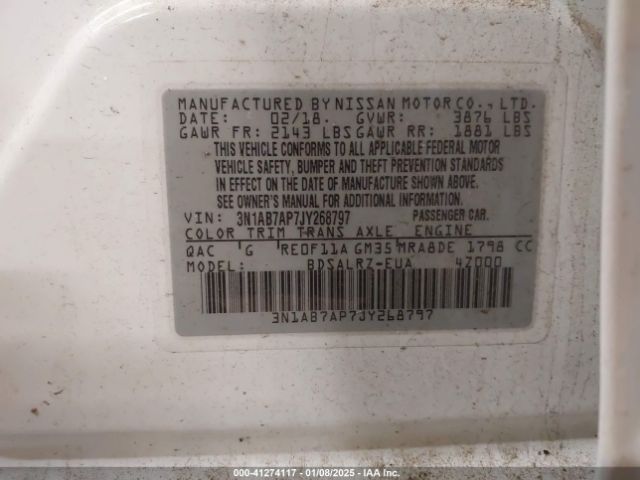 MANUFACTURED BY NISSAN MOTOR CO., LTD.
DATE: 02/18. GVWR: 3876 LBS
GAWR FR: 2143 LBS GAWR RR: 1881 LBS
THIS VEHICLE CONFORMS TO ALL APPLICABLE FEDERAL MOTOR
VEHICLE SAFETY, BUMPER AND THEFT PREVENTION STANDARDS
IN EFFECT ON THE DATE OF MANUFACTURE SHOWN ABOVE.
SEE OWNER'S MANUAL FOR ADDITIONAL INFORMATION.
VIN: 3N1AB7AP7JY268797 PASSENGER CAR.
COLOR TRIM TRANS AXLE ENGINE
QAC G RE0F11A GM35 MRA8DE 1798 CC
MODEL: BDSALRZ-EUA 4Z000
3N1AB7AP7JY268797
000-41274117 | 01/08/2025 | IAA Inc.